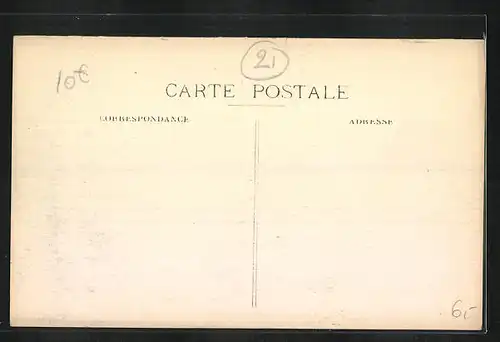 21
10€
CARTE POSTALE
CORRESPONDANCE
ADRESSE
6,-